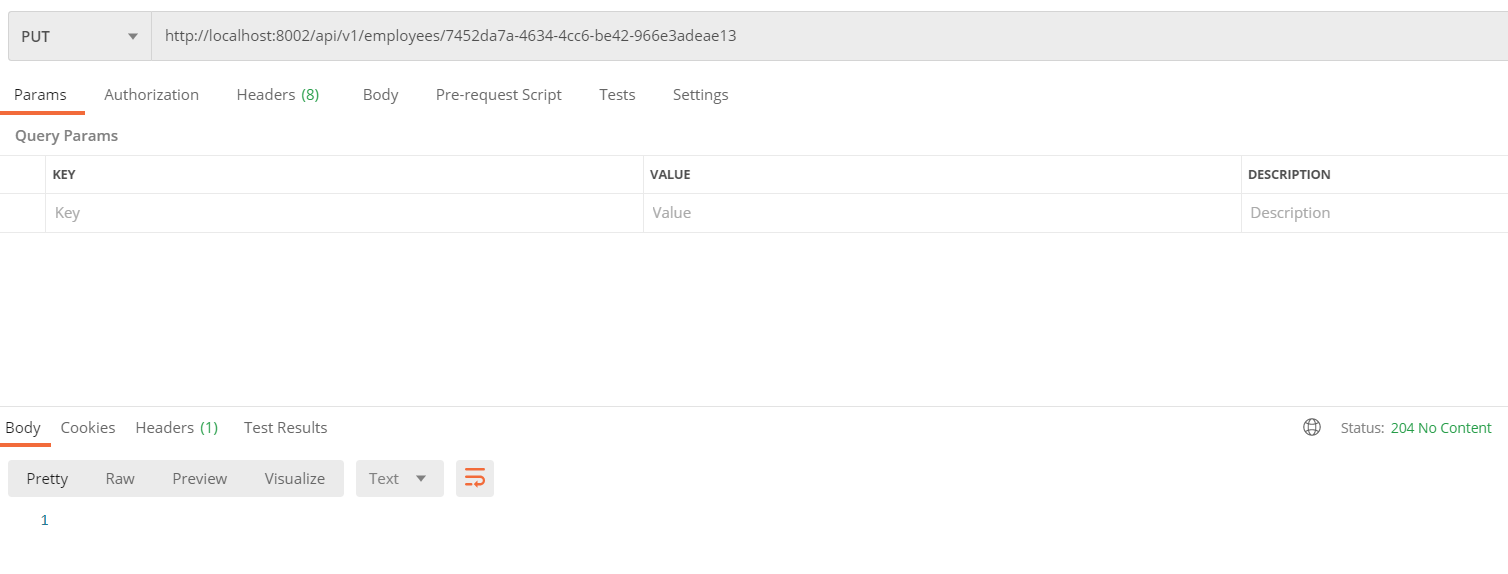 PUT http://localhost:8002/api/v1/employees/7452da7a-4634-4cc6-be42-966e3adeae13
Params Authorization Headers (8) Body Pre-request Script Tests Settings
Query Params
KEY VALUE DESCRIPTION
Key Value Description
Body Cookies Headers (1) Test Results Status: 204 No Content
Pretty Raw Preview Visualize Text
1